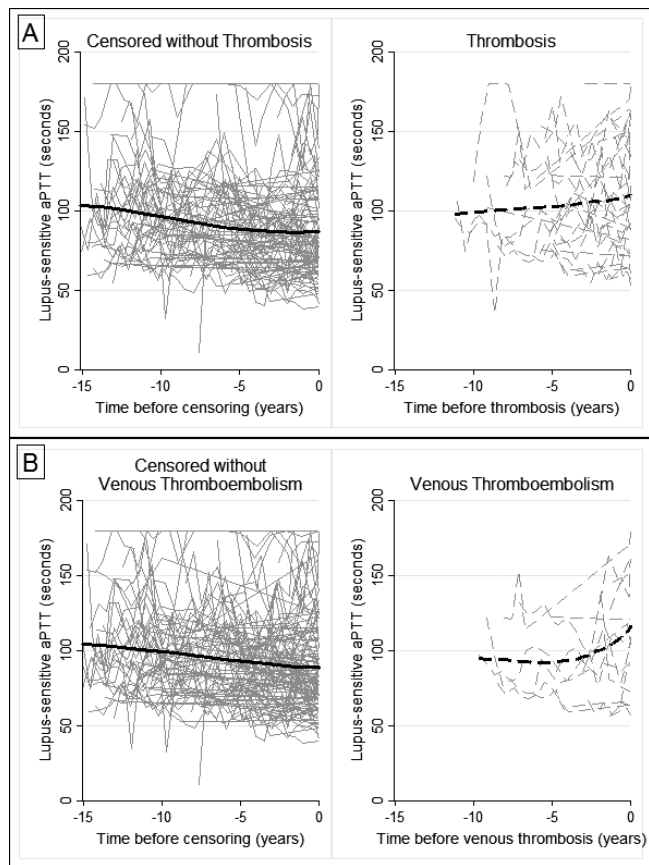 A
Censored without Thrombosis
Thrombosis
Lupus-sensitive aPTT (seconds)
200
150
100
50
0
-15
-10
-5
0
Time before censoring (years)
Lupus-sensitive aPTT (seconds)
200
150
100
50
0
-15
-10
-5
0
Time before thrombosis (years)
B
Censored without
Venous Thromboembolism
Venous Thromboembolism
Lupus-sensitive aPTT (seconds)
200
150
100
50
0
-15
-10
-5
0
Time before censoring (years)
Lupus-sensitive aPTT (seconds)
200
150
100
50
0
-15
-10
-5
0
Time before venous thrombosis (years)